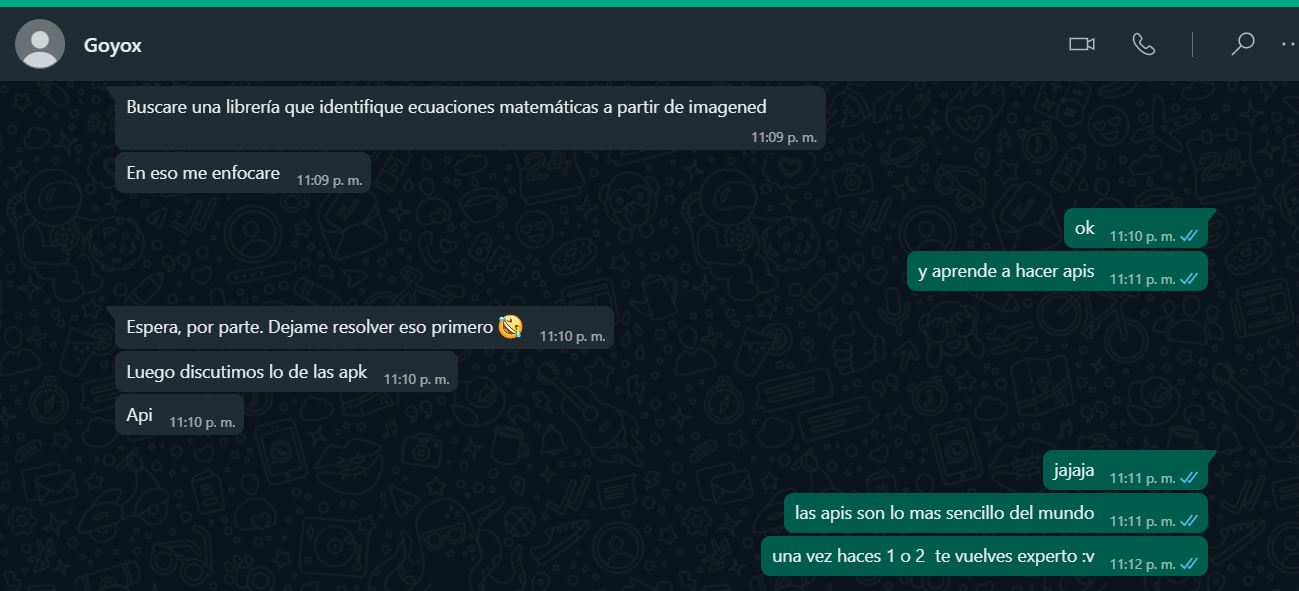 Goyox
Buscare una librería que identifique ecuaciones matemáticas a partir de imagened
11:09 p. m.
En eso me enfocare 11:09 p. m.
ok 11:10 p. m.
y aprende a hacer apis 11:11 p. m.
Espera, por parte. Dejame resolver eso primero 🤣 11:10 p. m.
Luego discutimos lo de las apk 11:10 p. m.
Api 11:10 p. m.
jajaja 11:11 p. m.
las apis son lo mas sencillo del mundo 11:11 p. m.
una vez haces 1 o 2  te vuelves experto :v 11:12 p. m.